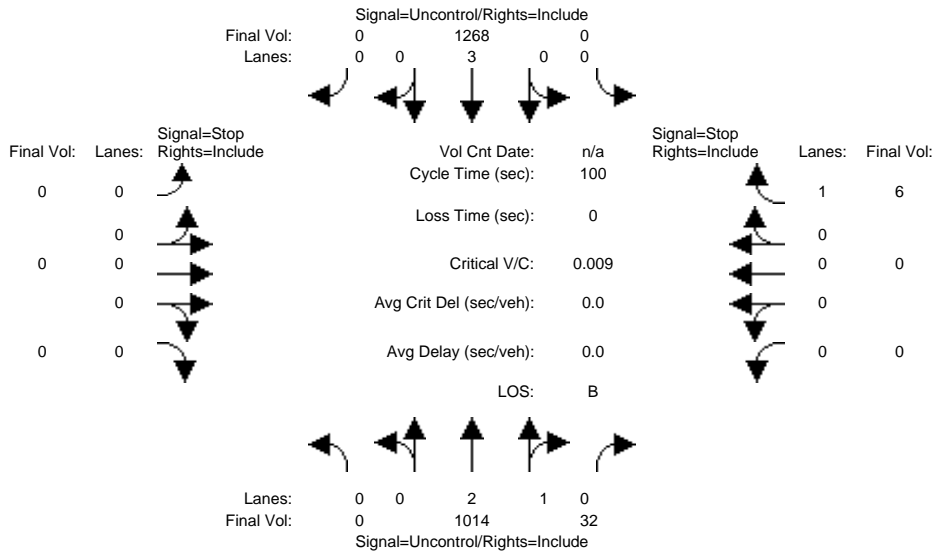 Signal=Uncontrol/Rights=Include
Final Vol: 0 1268 0
Lanes: 0 0 3 0 0
Signal=Stop Signal=Stop
Final Vol: Lanes: Rights=Include Vol Cnt Date: n/a Rights=Include Lanes: Final Vol:
Cycle Time (sec): 100
0 0 1 6
Loss Time (sec): 0
0 0
0 0 Critical V/C: 0.009 0 0
0 Avg Crit Del (sec/veh): 0.0 0
0 0 Avg Delay (sec/veh): 0.0 0 0
LOS: B
Lanes: 0 0 2 1 0
Final Vol: 0 1014 32
Signal=Uncontrol/Rights=Include